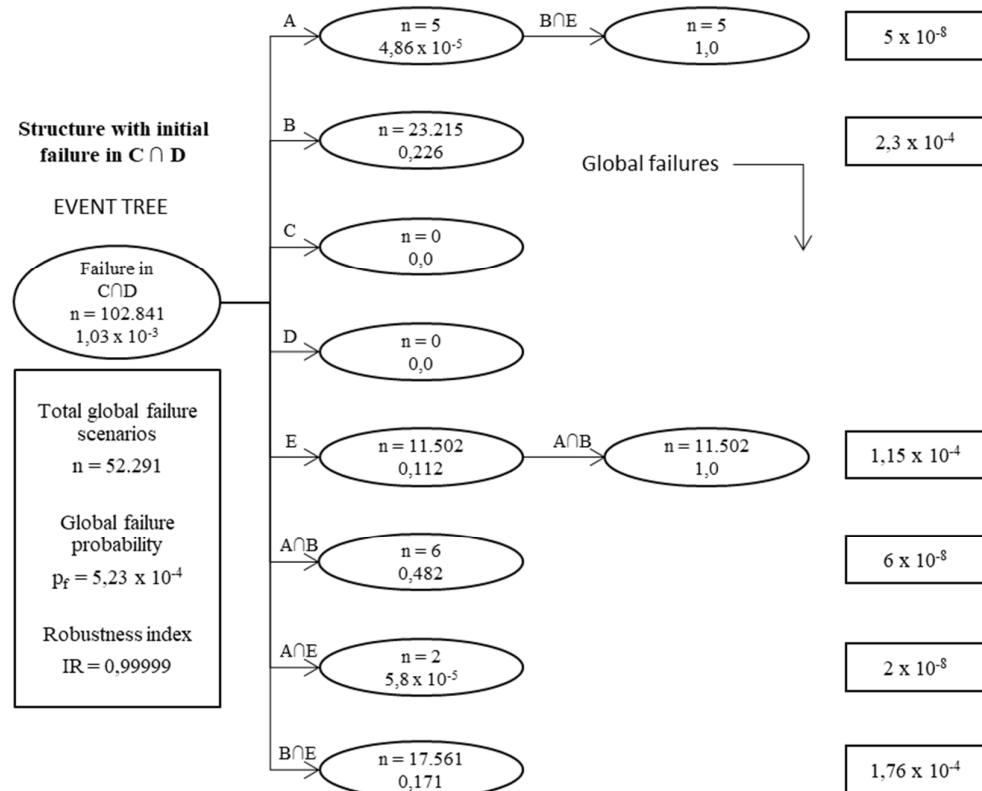 Structure with initial
failure in C ∩ D
EVENT TREE
Failure in
C∩D
n = 102.841
1,03 x 10⁻³
Total global failure
scenarios
n = 52.291
Global failure
probability
p_f = 5,23 x 10⁻⁴
Robustness index
IR = 0,99999
A
n = 5
4,86 x 10⁻⁵
B∩E
n = 5
1,0
5 x 10⁻⁸
B
n = 23.215
0,226
2,3 x 10⁻⁴
Global failures
C
n = 0
0,0
D
n = 0
0,0
E
n = 11.502
0,112
A∩B
n = 11.502
1,0
1,15 x 10⁻⁴
A∩B
n = 6
0,482
6 x 10⁻⁸
A∩E
n = 2
5,8 x 10⁻⁵
2 x 10⁻⁸
B∩E
n = 17.561
0,171
1,76 x 10⁻⁴